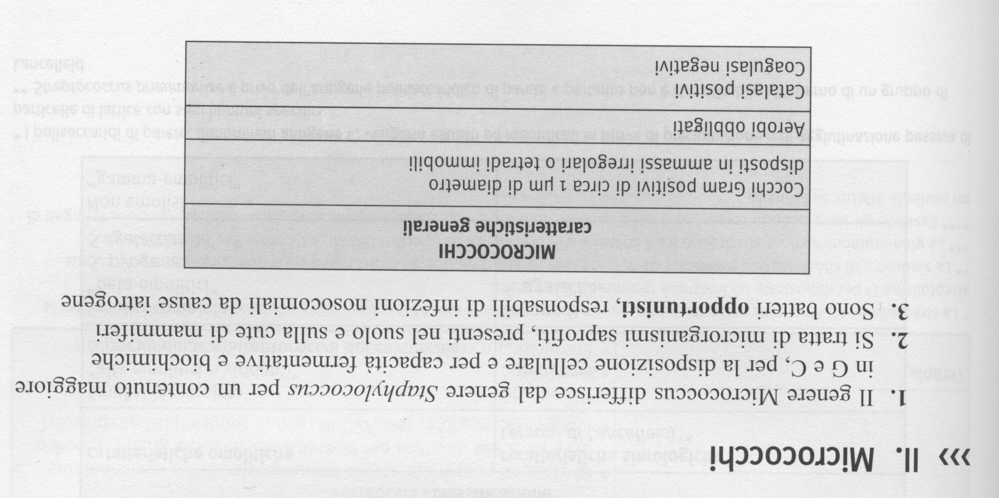 ››› II. Micrococchi
1. Il genere Micrococcus differisce dal genere Staphylococcus per un contenuto maggiore
in G e C, per la disposizione cellulare e per capacità fermentative e biochimiche
2. Si tratta di microrganismi saprofiti, presenti nel suolo e sulla cute di mammiferi
3. Sono batteri opportunisti, responsabili di infezioni nosocomiali da cause iatrogene
MICROCOCCHI
caratteristiche generali
Cocchi Gram positivi di circa 1 µm di diametro
disposti in ammassi irregolari o tetradi immobili
Aerobi obbligati
Catalasi positivi
Coagulasi negativi